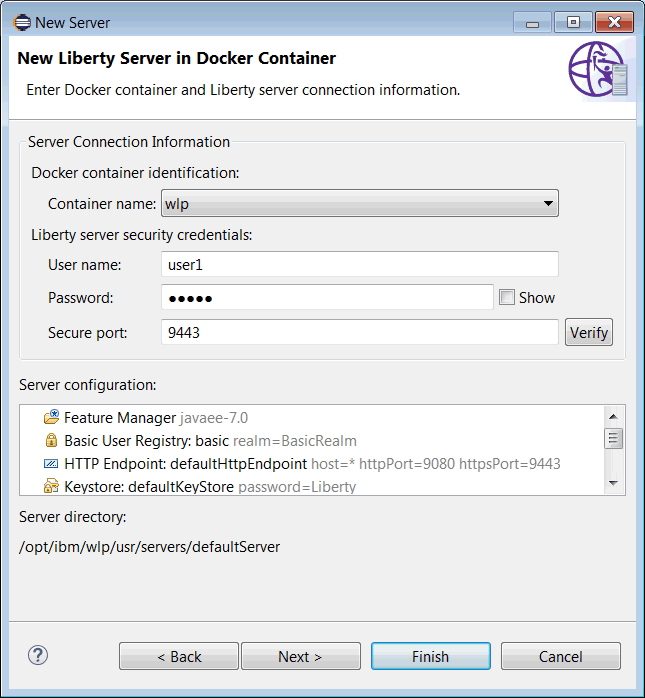 New Server
New Liberty Server in Docker Container
Enter Docker container and Liberty server connection information.
Server Connection Information
Docker container identification:
Container name: wlp
Liberty server security credentials:
User name: user1
Password: ●●●●● Show
Secure port: 9443 Verify
Server configuration:
Feature Manager javaee-7.0
Basic User Registry: basic realm=BasicRealm
HTTP Endpoint: defaultHttpEndpoint host=* httpPort=9080 httpsPort=9443
Keystore: defaultKeyStore password=Liberty
Server directory:
/opt/ibm/wlp/usr/servers/defaultServer
? < Back Next > Finish Cancel